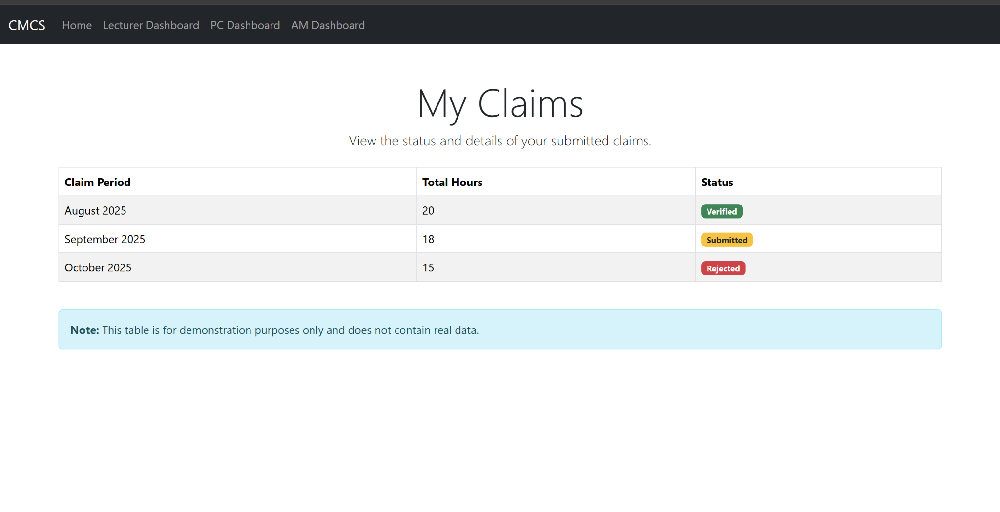 CMCS Home Lecturer Dashboard PC Dashboard AM Dashboard
My Claims
View the status and details of your submitted claims.
Claim Period Total Hours Status
August 2025 20 Verified
September 2025 18 Submitted
October 2025 15 Rejected
Note: This table is for demonstration purposes only and does not contain real data.